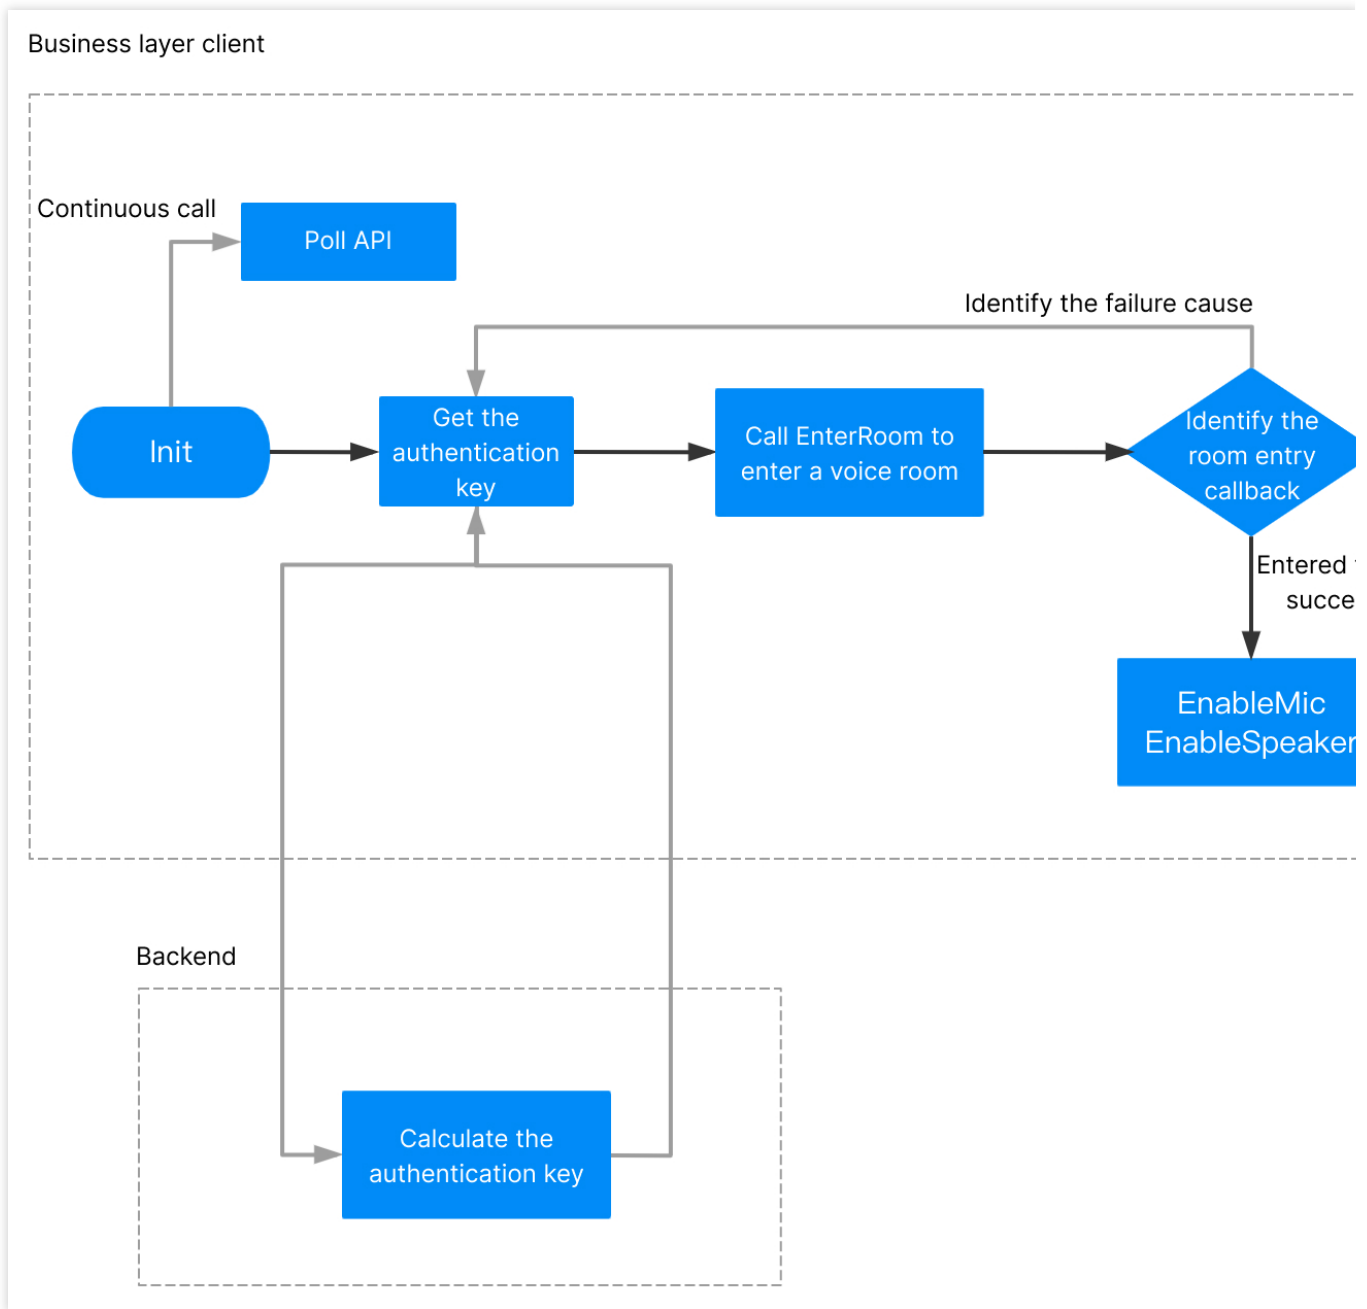 Business layer client
Continuous call
Poll API
Identify the failure cause
Init
Get the
authentication
key
Call EnterRoom to
enter a voice room
Identify the
room entry
callback
Entered
EnableMic
EnableSpeaker
Backend
Calculate the
authentication key